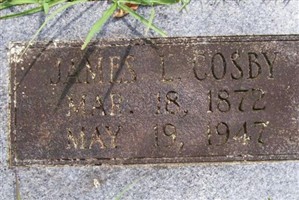 JAMES L. COSBY
MAR. 18, 1872
MAY 19, 1947